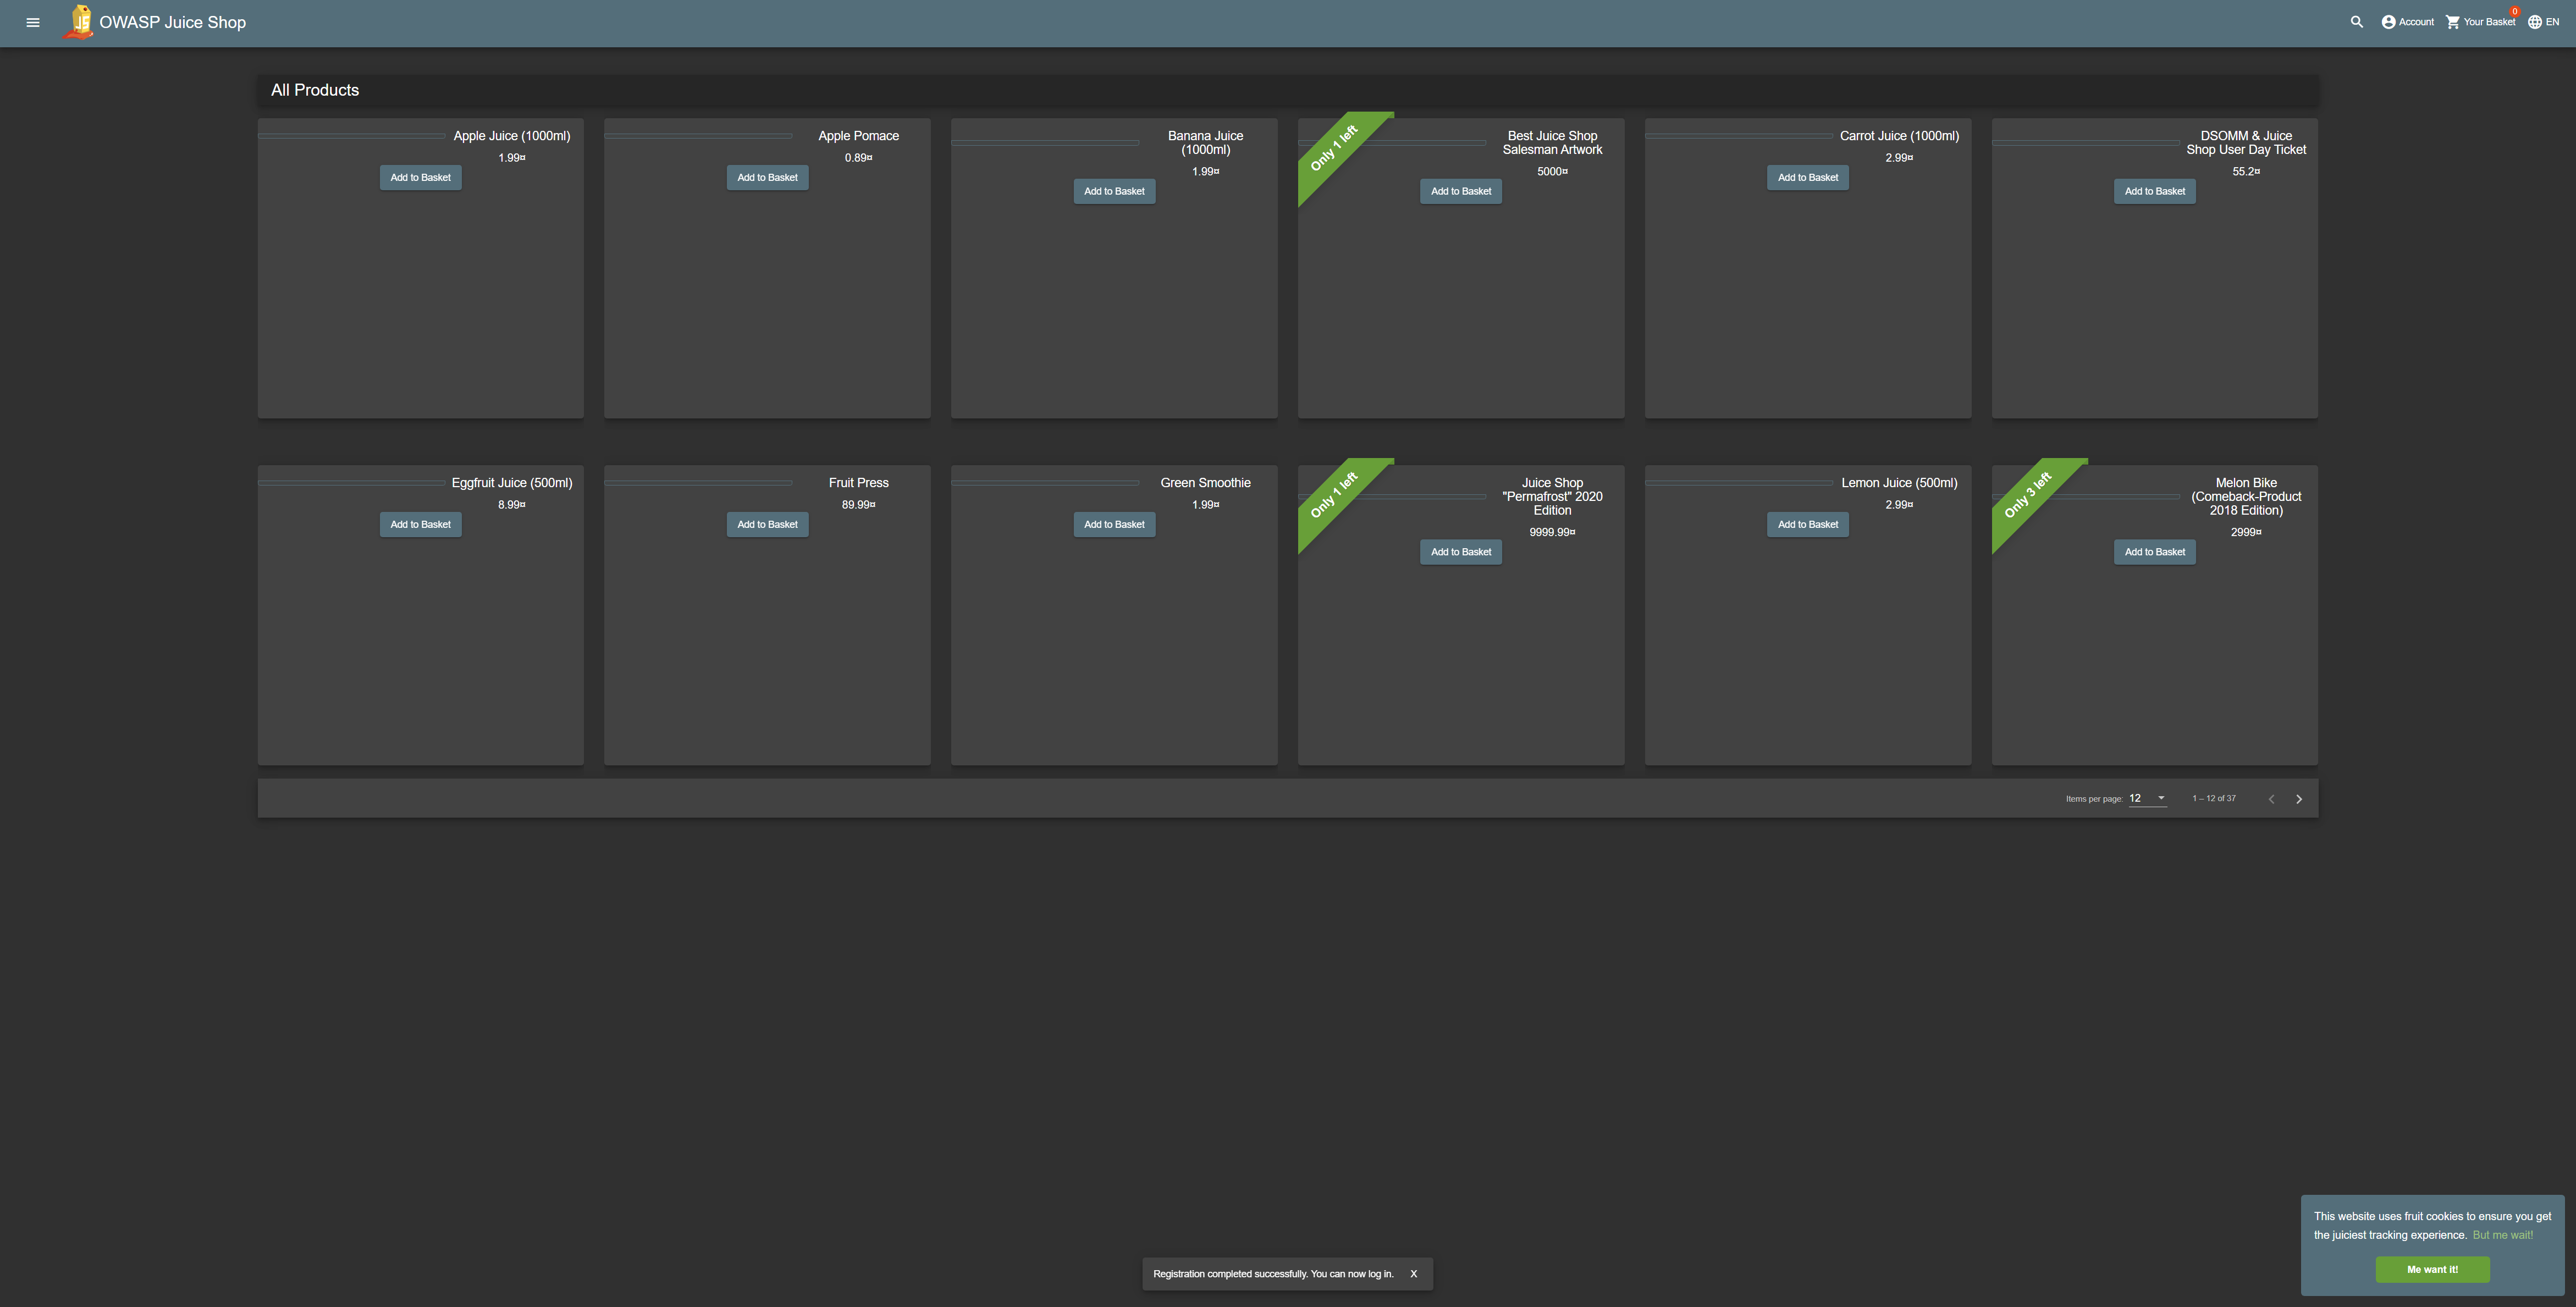 OWASP Juice Shop
Account
Your Basket
0
EN
All Products
Apple Juice (1000ml)
1.99¤
Add to Basket
Apple Pomace
0.89¤
Add to Basket
Banana Juice
(1000ml)
1.99¤
Add to Basket
Only 1 left
Best Juice Shop
Salesman Artwork
5000¤
Add to Basket
Carrot Juice (1000ml)
2.99¤
Add to Basket
DSOMM & Juice
Shop User Day Ticket
55.2¤
Add to Basket
Eggfruit Juice (500ml)
8.99¤
Add to Basket
Fruit Press
89.99¤
Add to Basket
Green Smoothie
1.99¤
Add to Basket
Only 1 left
Juice Shop
"Permafrost" 2020
Edition
9999.99¤
Add to Basket
Lemon Juice (500ml)
2.99¤
Add to Basket
Only 3 left
Melon Bike
(Comeback-Product
2018 Edition)
2999¤
Add to Basket
Items per page: 12
1 – 12 of 37
This website uses fruit cookies to ensure you get
the juiciest tracking experience. But me wait!
Me want it!
Registration completed successfully. You can now log in. X